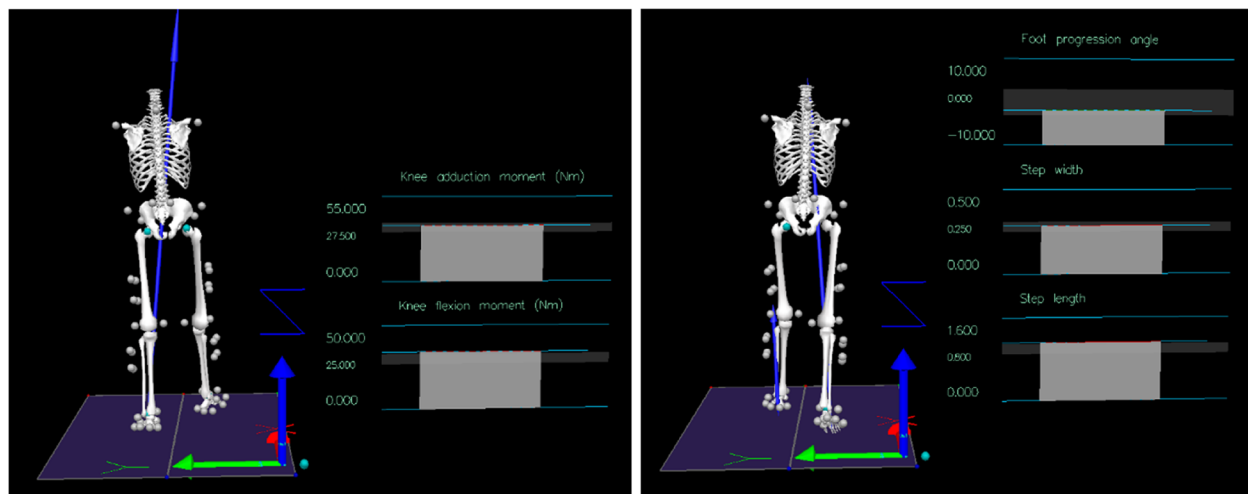 Knee adduction moment (Nm)
55.000
27.500
0.000
Knee flexion moment (Nm)
50.000
25.000
0.000
Z
Y
Foot progression angle
10.000
0.000
−10.000
Step width
0.500
0.250
0.000
Step length
1.600
0.800
0.000
Z
Y